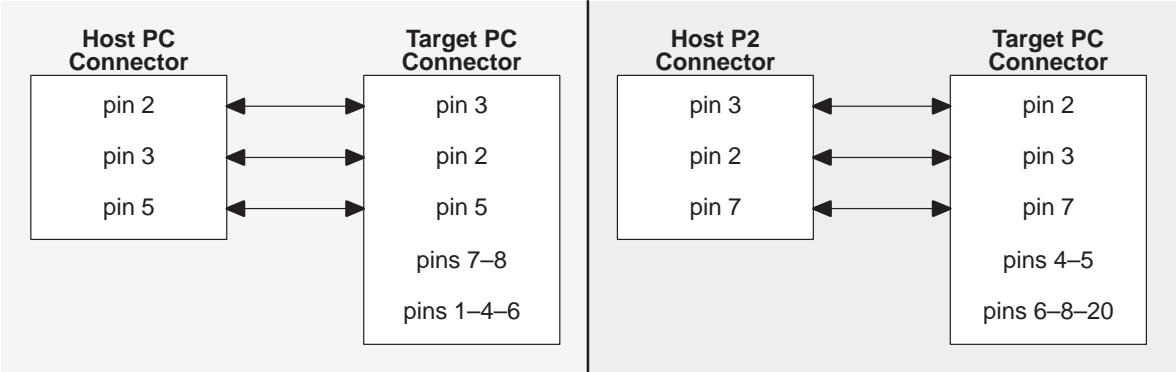 Host PC
Connector
Target PC
Connector
pin 2
pin 3
pin 3
pin 2
pin 5
pin 5
pins 7–8
pins 1–4–6
Host P2
Connector
Target PC
Connector
pin 3
pin 2
pin 2
pin 3
pin 7
pin 7
pins 4–5
pins 6–8–20